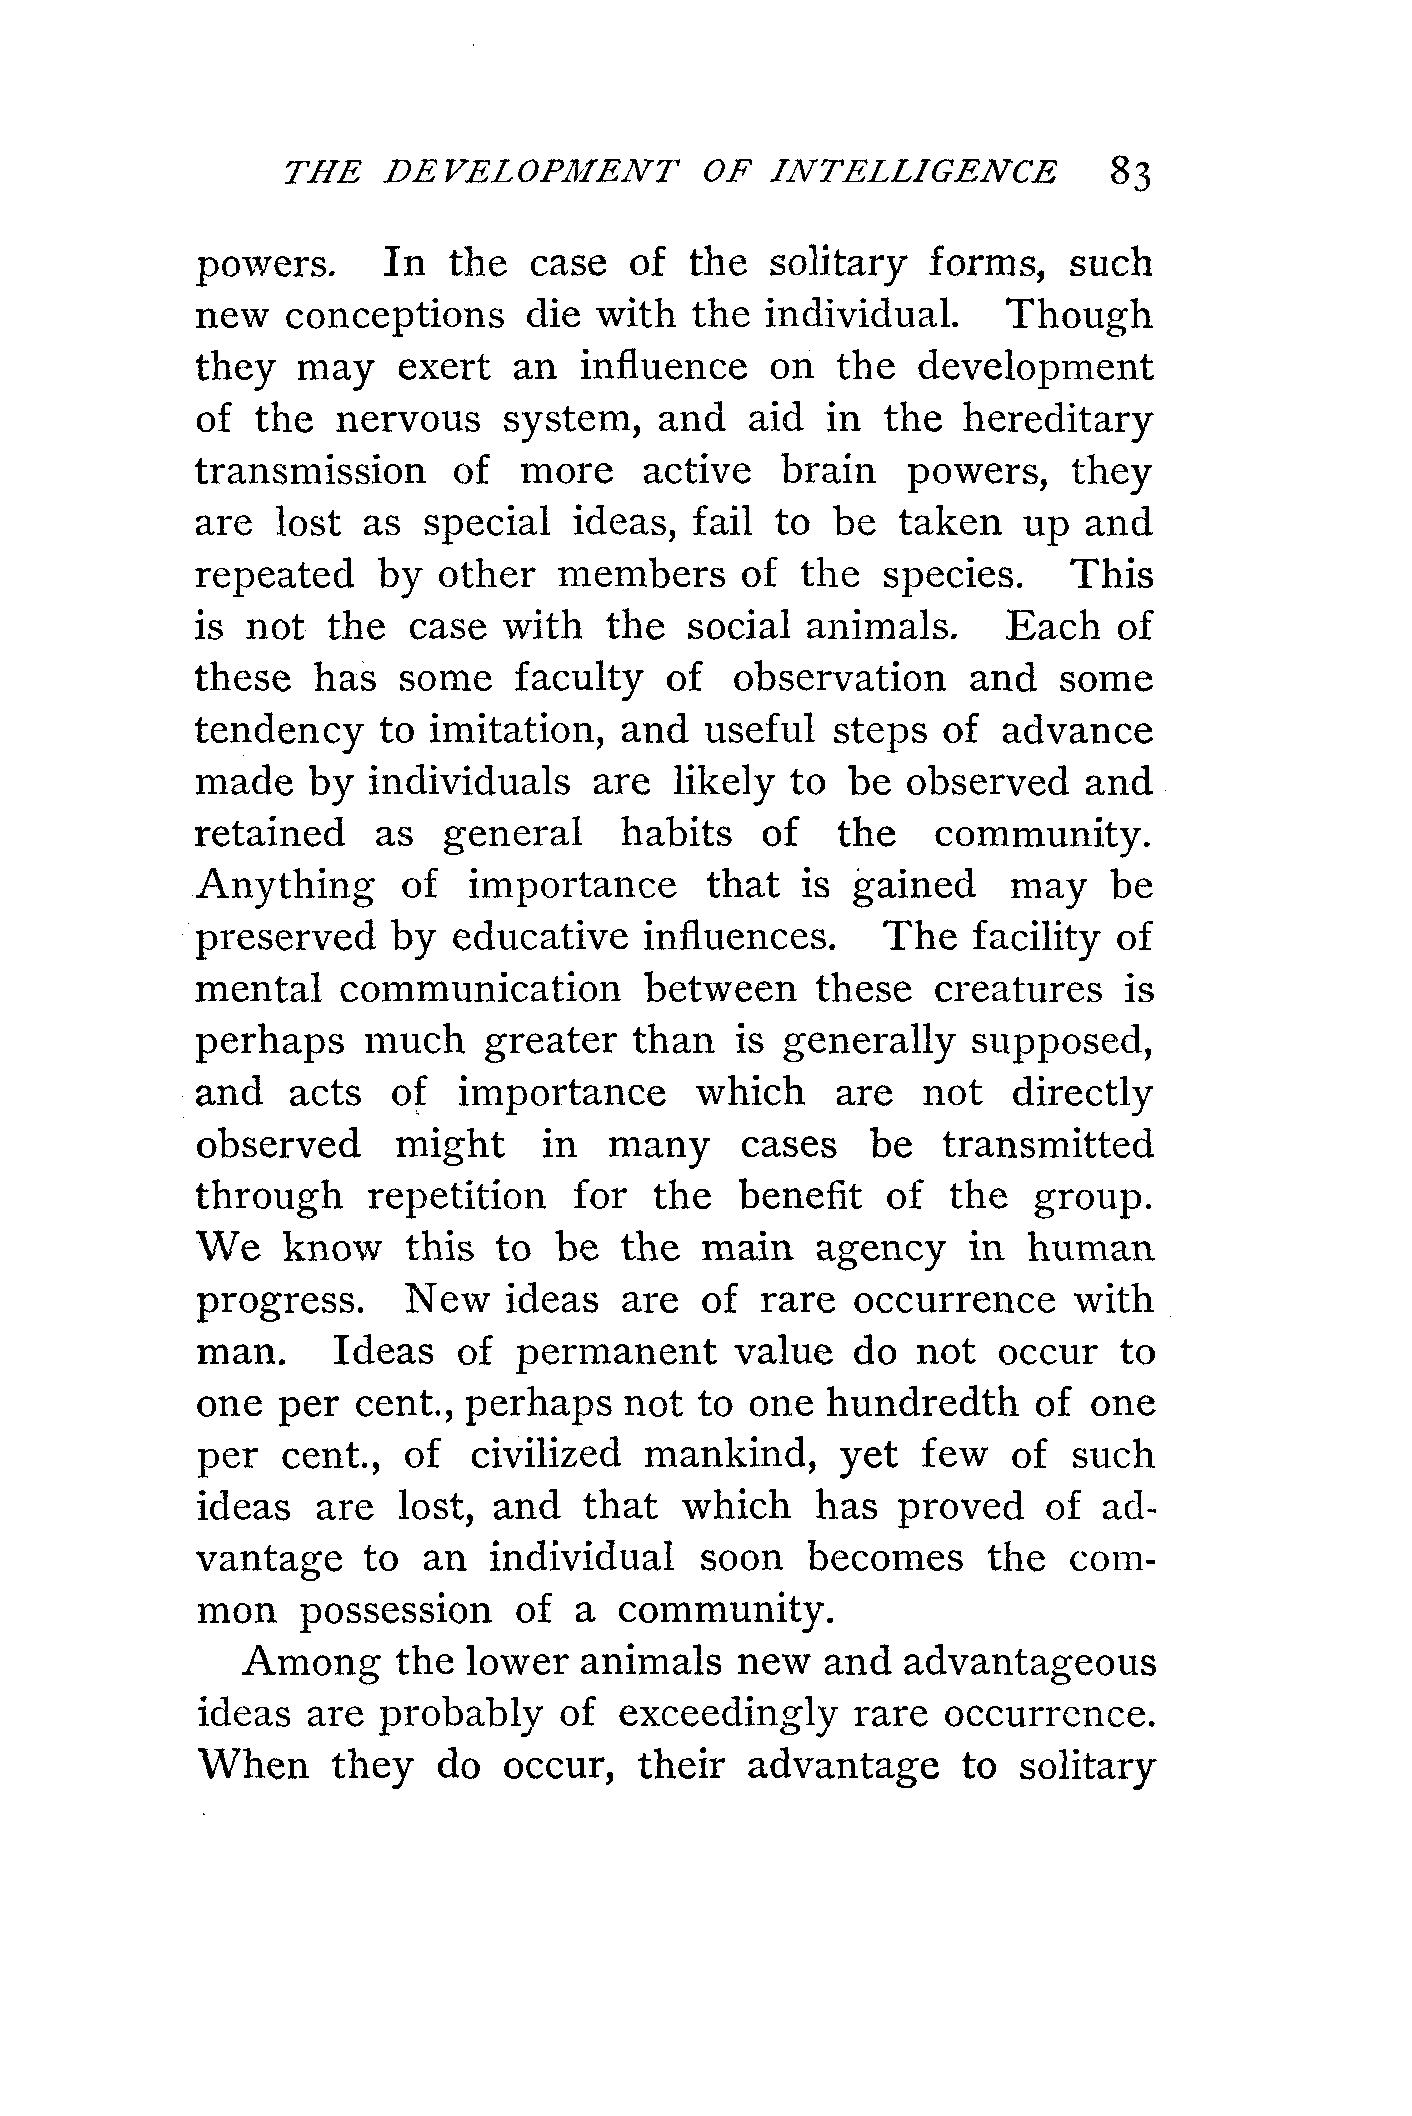 THE DEVELOPMENT OF INTELLIGENCE 83
powers. In the case of the solitary forms, such
new conceptions die with the individual. Though
they may exert an influence on the development
of the nervous system, and aid in the hereditary
transmission of more active brain powers, they
are lost as special ideas, fail to be taken up and
repeated by other members of the species. This
is not the case with the social animals. Each of
these has some faculty of observation and some
tendency to imitation, and useful steps of advance
made by individuals are likely to be observed and
retained as general habits of the community.
Anything of importance that is gained may be
preserved by educative influences. The facility of
mental communication between these creatures is
perhaps much greater than is generally supposed,
and acts of importance which are not directly
observed might in many cases be transmitted
through repetition for the benefit of the group.
We know this to be the main agency in human
progress. New ideas are of rare occurrence with
man. Ideas of permanent value do not occur to
one per cent., perhaps not to one hundredth of one
per cent., of civilized mankind, yet few of such
ideas are lost, and that which has proved of ad-
vantage to an individual soon becomes the com-
mon possession of a community.
Among the lower animals new and advantageous
ideas are probably of exceedingly rare occurrence.
When they do occur, their advantage to solitary